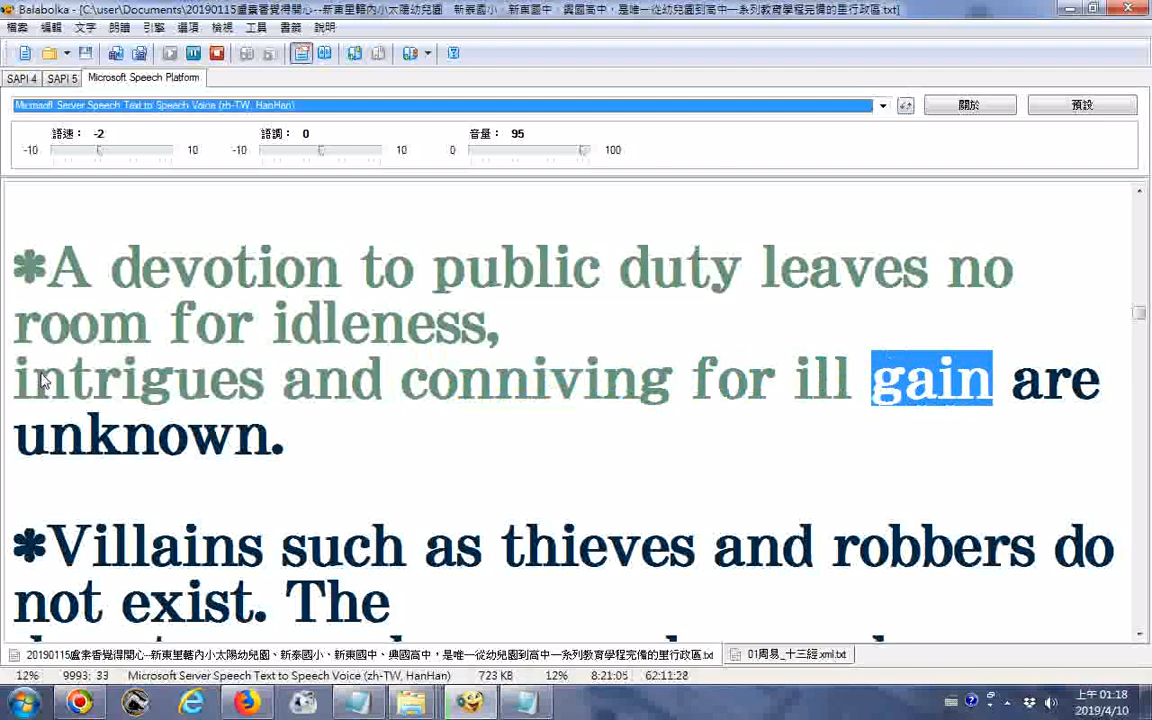 Balabolka - [C:\user\Documents\20190115盧素香覺得開心--新東里轄內小太陽幼兒園、新泰國小、新東國中、興國高中，是唯一從幼兒園到高中一系列教育學程完備的里行政區.txt]
檔案 編輯 文字 朗讀 引擎 選項 檢視 工具 書籤 說明
SAPI 4 SAPI 5 Microsoft Speech Platform
Microsoft Server Speech Text to Speech Voice (zh-TW, HanHan) 關於 預設
語速： -2 語調： 0 音量： 95
-10 10 -10 10 0 100
*A devotion to public duty leaves no
room for idleness,
intrigues and conniving for ill gain are
unknown.
*Villains such as thieves and robbers do
not exist. The
20190115盧素香覺得開心--新東里轄內小太陽幼兒園、新泰國小、新東國中、興國高中，是唯一從幼兒園到高中一系列教育學程完備的里行政區.txt 01周易_十三經.xml.txt
12% 9993: 33 Microsoft Server Speech Text to Speech Voice (zh-TW, HanHan) 723 KB 12% 8:21:05 62:11:28
上午 01:18
2019/4/10